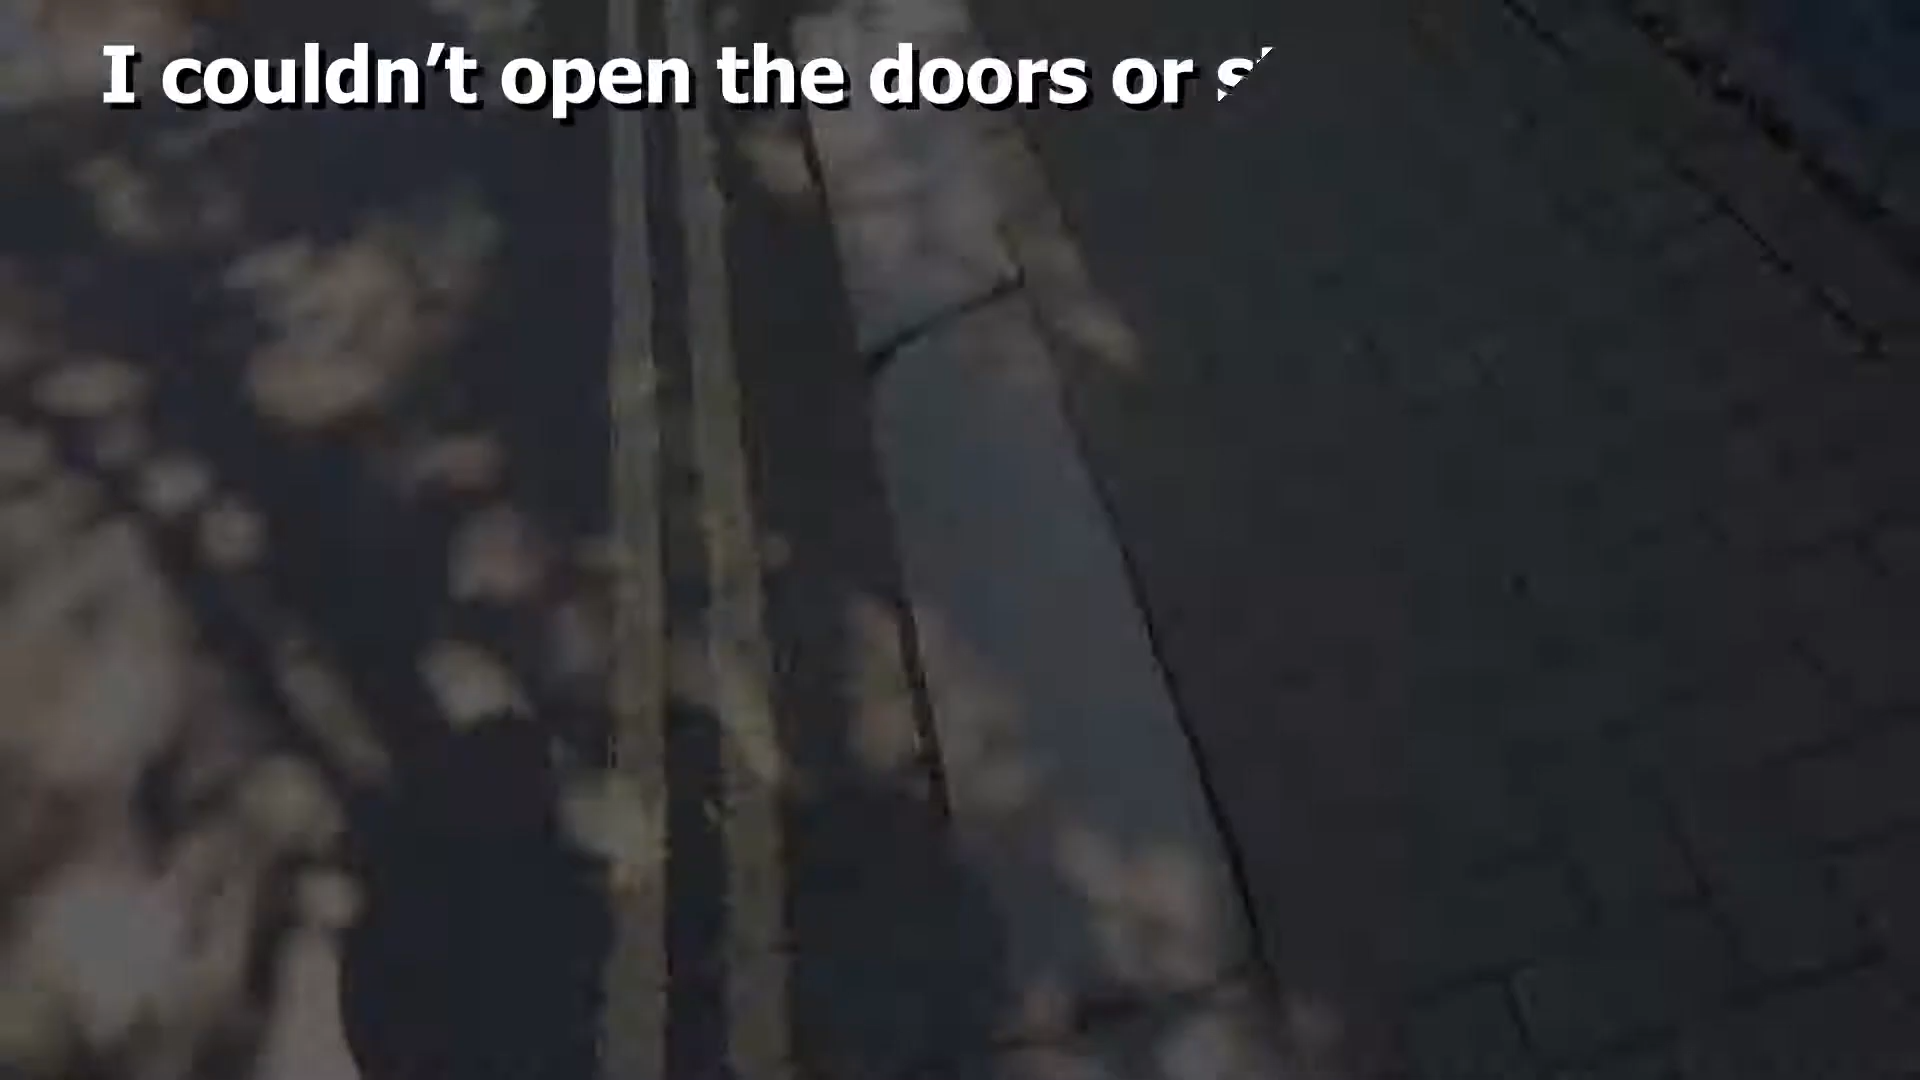 I couldn’t open the doors or